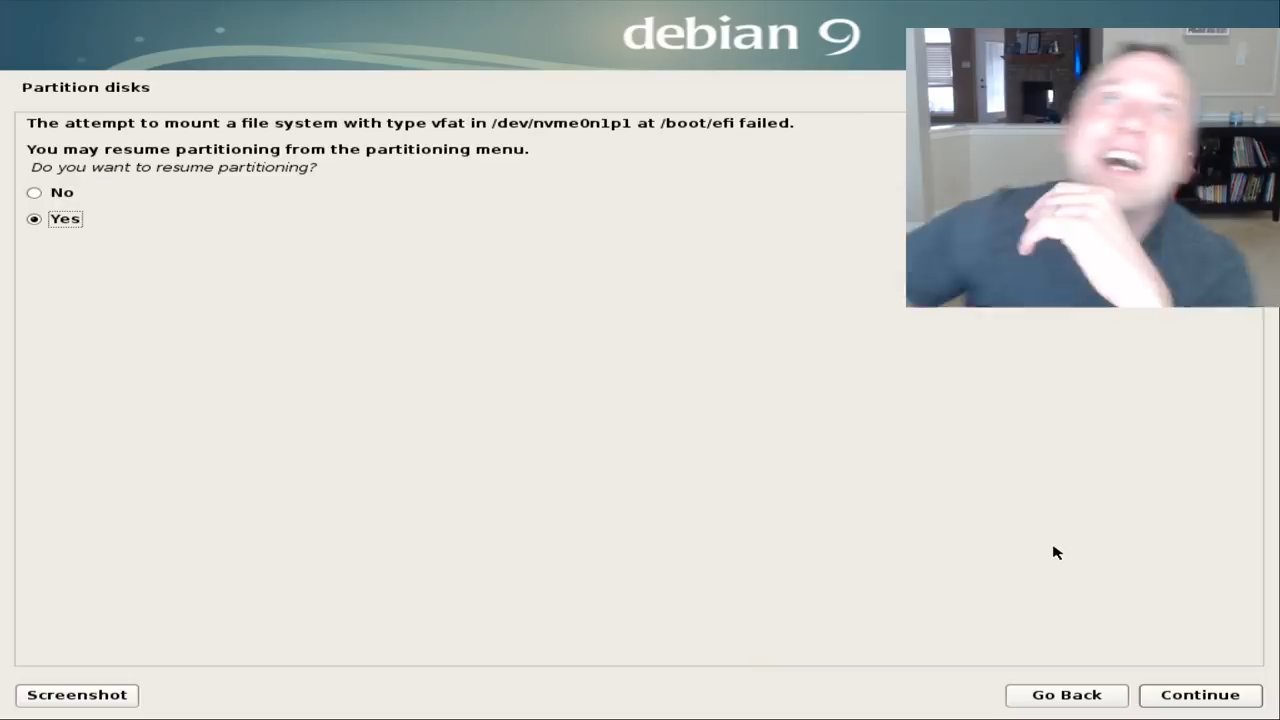 debian 9
Partition disks
The attempt to mount a file system with type vfat in /dev/nvme0n1p1 at /boot/efi failed.
You may resume partitioning from the partitioning menu.
Do you want to resume partitioning?
No
Yes
Screenshot
Go Back
Continue